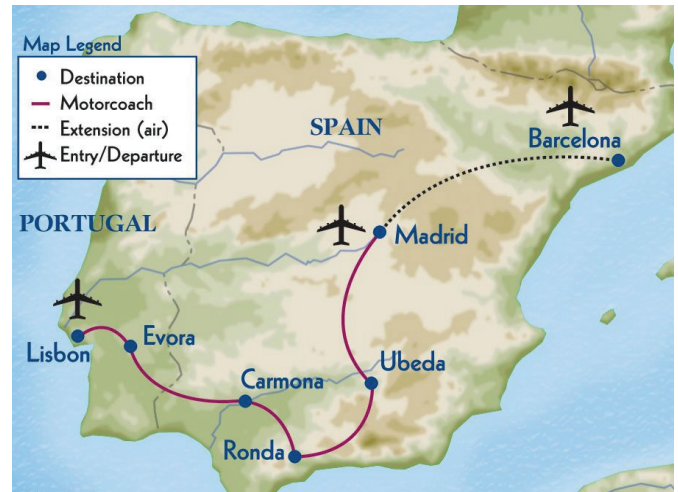 Map Legend
Destination
Motorcoach
Extension (air)
Entry/Departure
SPAIN
Barcelona
PORTUGAL
Madrid
Lisbon
Evora
Carmona
Ubeda
Ronda